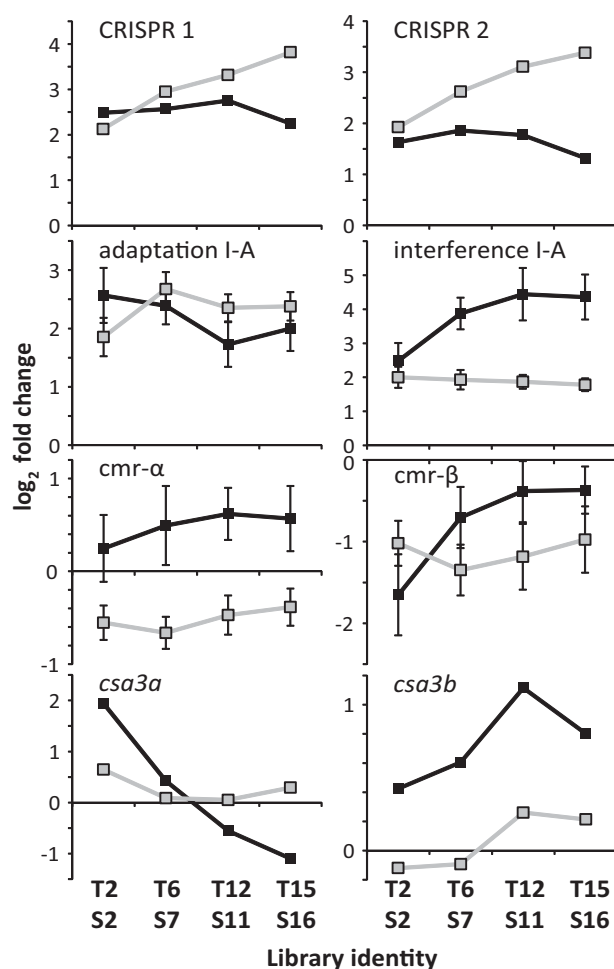 CRISPR 1
4
3
2
1
0
CRISPR 2
4
3
2
1
0
adaptation I-A
3
2
1
0
interference I-A
5
4
3
2
1
0
log2 fold change
cmr-α
1
0
-1
cmr-β
0
-1
-2
csa3a
2
1
0
-1
csa3b
1
0
T2 T6 T12 T15
S2 S7 S11 S16
T2 T6 T12 T15
S2 S7 S11 S16
Library identity